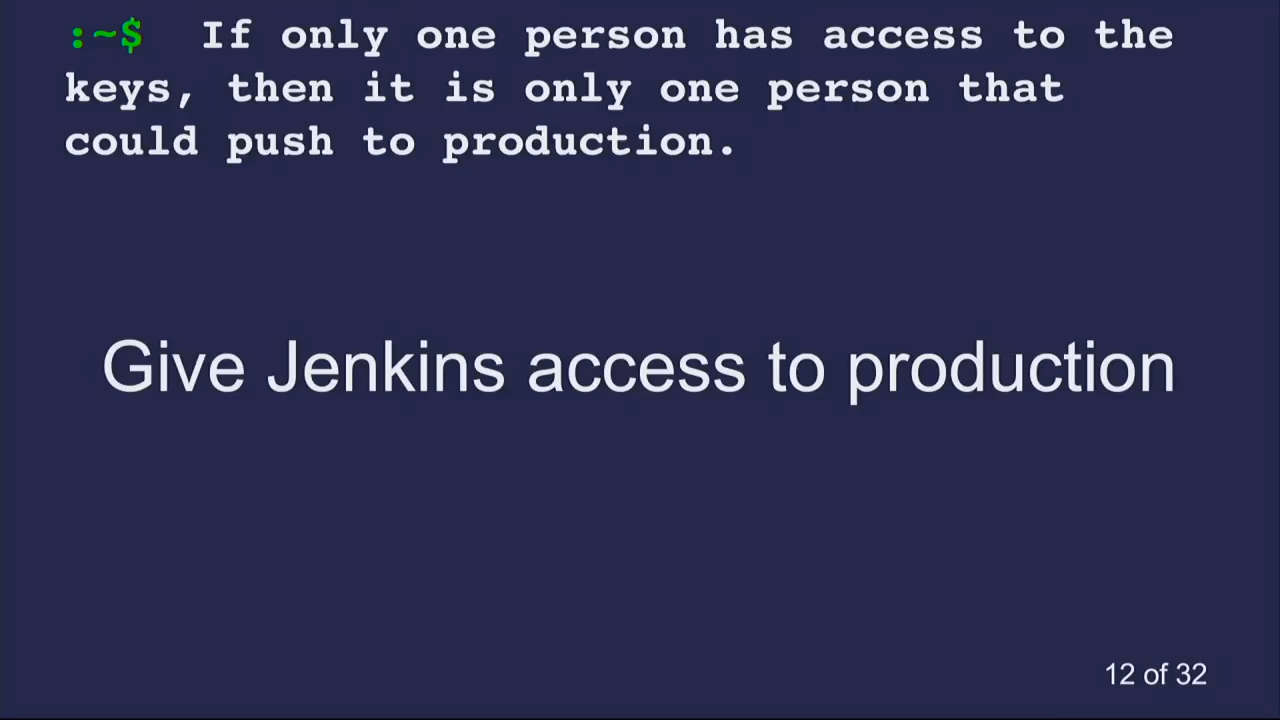 :~$ If only one person has access to the
keys, then it is only one person that
could push to production.
Give Jenkins access to production
12 of 32